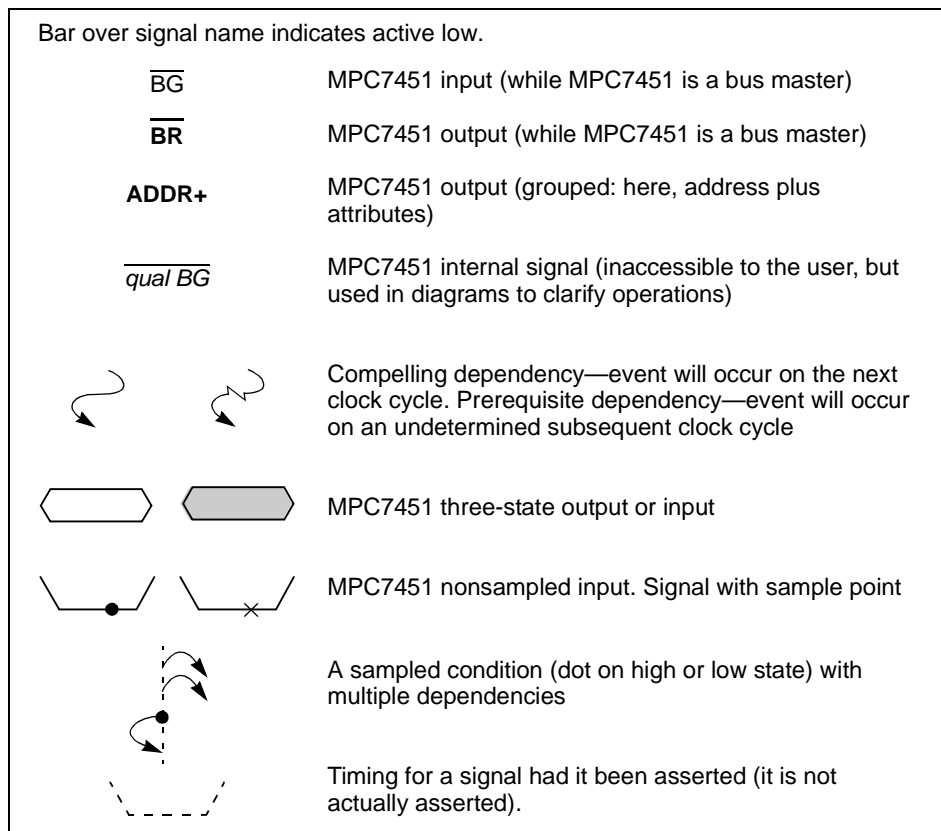 Bar over signal name indicates active low.
BG MPC7451 input (while MPC7451 is a bus master)
BR MPC7451 output (while MPC7451 is a bus master)
ADDR+ MPC7451 output (grouped: here, address plus
attributes)
qual BG MPC7451 internal signal (inaccessible to the user, but
used in diagrams to clarify operations)
Compelling dependency—event will occur on the next
clock cycle. Prerequisite dependency—event will occur
on an undetermined subsequent clock cycle
MPC7451 three-state output or input
MPC7451 nonsampled input. Signal with sample point
A sampled condition (dot on high or low state) with
multiple dependencies
Timing for a signal had it been asserted (it is not
actually asserted).